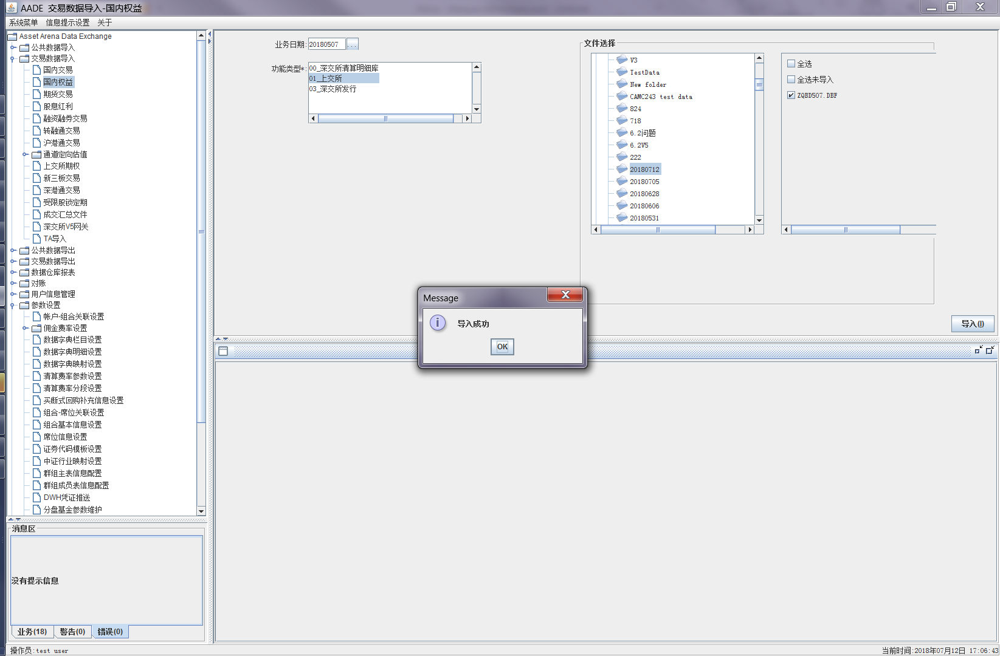 AADE 交易数据导入-国内权益
系统菜单 信息提示设置 关于
Asset Arena Data Exchange
公共数据导入
交易数据导入
国内交易
国内权益
期货交易
股息红利
融资融券交易
转融通交易
沪港通交易
通道定向估值
上交所期权
新三板交易
深港通交易
受限股锁定期
成交汇总文件
深交所V5网关
TA导入
公共数据导出
交易数据导出
数据仓库报表
对账
用户信息管理
参数设置
帐户-组合关联设置
佣金费率设置
数据字典栏目设置
数据字典明细设置
数据字典映射设置
清算费率参数设置
清算费率分段设置
买断式回购补充信息设置
组合-席位关联设置
组合基本信息设置
席位信息设置
证券代码模板设置
中证行业映射设置
群组主表信息配置
群组成员表信息配置
DWH凭证推送
分盘基金参数维护
消息区
没有提示信息
业务(18) 警告(0) 错误(0)
业务日期: 20180507 ...
功能类型*: 00_深交所清算明细库
01_上交所
03_深交所发行
文件选择
V3
TestData
New folder
CAMC243 test data
824
718
6.2问题
6.2V5
222
20180712
20180705
20180628
20180606
20180531
全选
全选未导入
ZQBD507.DBF
导入(I)
Message
导入成功
OK
操作员:test user
当前时间:2018年07月12日 17:06:43